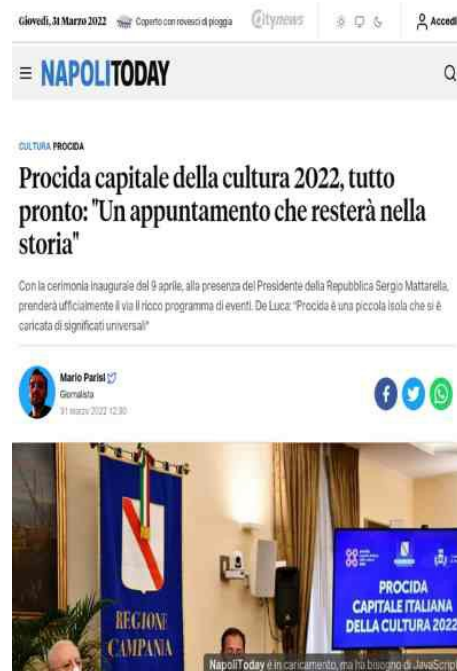 Giovedì, 31 Marzo 2022 Coperto con rovesci di pioggia Citynews Accedi
NAPOLITODAY
CULTURA PROCIDA
Procida capitale della cultura 2022, tutto
pronto: "Un appuntamento che resterà nella
storia"
Con la cerimonia inaugurale del 9 aprile, alla presenza del Presidente della Repubblica Sergio Mattarella,
prenderà ufficialmente il via il ricco programma di eventi. De Luca: "Procida è una piccola isola che si è
caricata di significati universali"
Mario Parisi
Giornalista
31 marzo 2022 12:30
REGIONE
CAMPANIA
PROCIDA
CAPITALE ITALIANA
DELLA CULTURA 2022
NapoliToday è in caricamento, ma ha bisogno di JavaScript